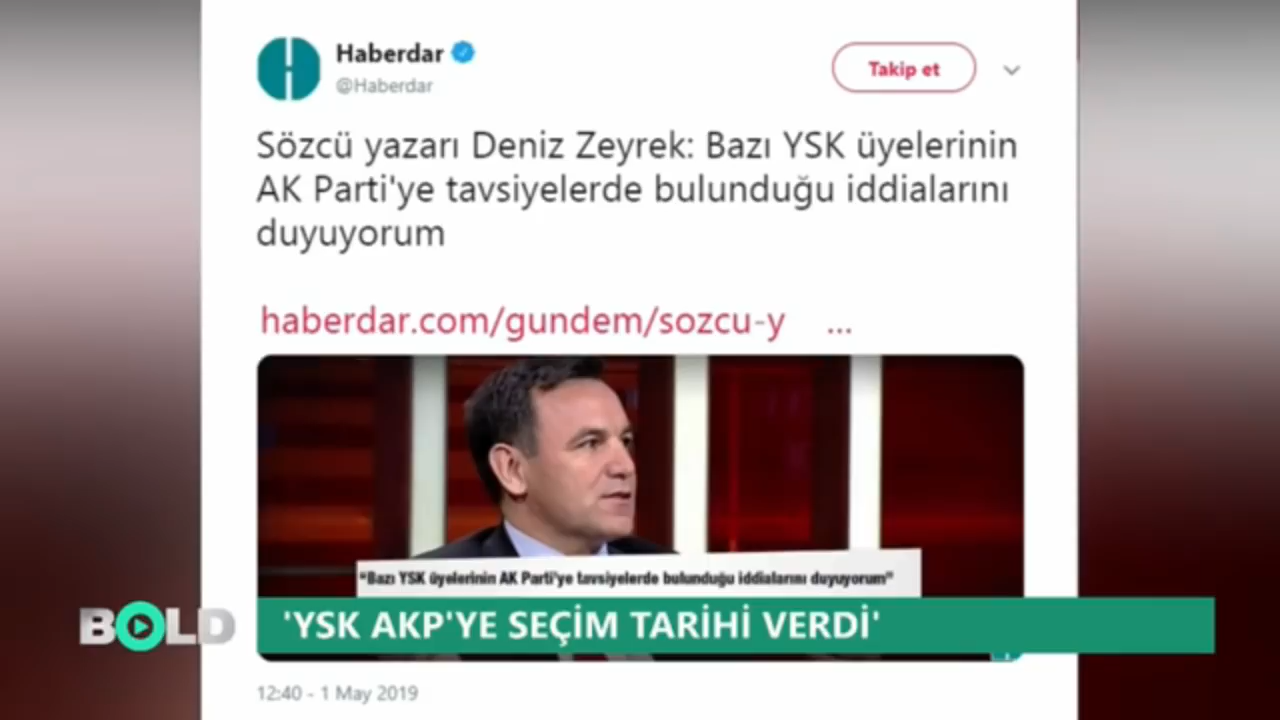 Haberdar
@Haberdar
Takip et
Sözcü yazarı Deniz Zeyrek: Bazı YSK üyelerinin
AK Parti'ye tavsiyelerde bulunduğu iddialarını
duyuyorum
haberdar.com/gundem/sozcu-y ...
“Bazı YSK üyelerinin AK Parti'ye tavsiyelerde bulunduğu iddialarını duyuyorum”
BOLD
'YSK AKP'YE SEÇİM TARİHİ VERDİ'
12:40 - 1 May 2019